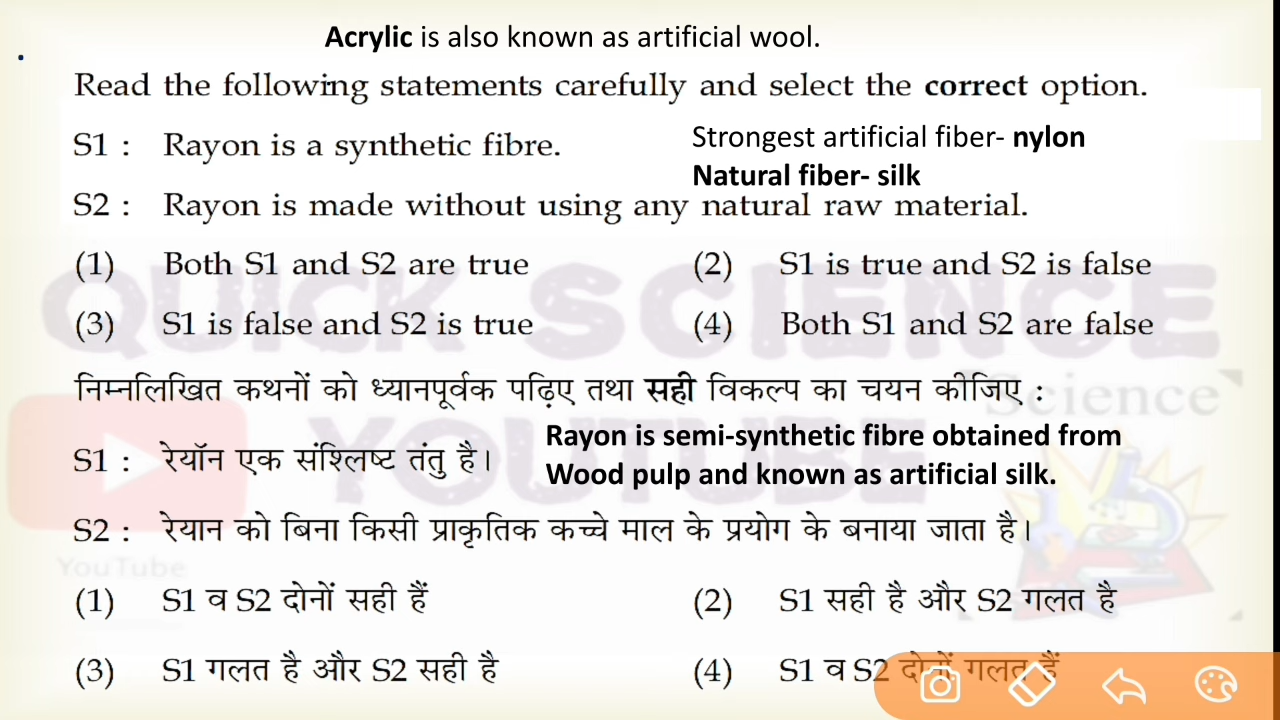 Acrylic is also known as artificial wool.
Read the following statements carefully and select the correct option.
S1 : Rayon is a synthetic fibre.
Strongest artificial fiber- nylon
Natural fiber- silk
S2 : Rayon is made without using any natural raw material.
(1) Both S1 and S2 are true (2) S1 is true and S2 is false
(3) S1 is false and S2 is true (4) Both S1 and S2 are false
QUICK SCIENCE
निम्नलिखित कथनों को ध्यानपूर्वक पढ़िए तथा सही विकल्प का चयन कीजिए :
Science
Rayon is semi-synthetic fibre obtained from
S1 : रेयॉन एक संश्लिष्ट तंतु है।
Wood pulp and known as artificial silk.
YOUTUBE
S2 : रेयान को बिना किसी प्राकृतिक कच्चे माल के प्रयोग के बनाया जाता है।
YouTube
(1) S1 व S2 दोनों सही हैं (2) S1 सही है और S2 गलत है
(3) S1 गलत है और S2 सही है (4) S1 व S2 दोनों गलत हैं